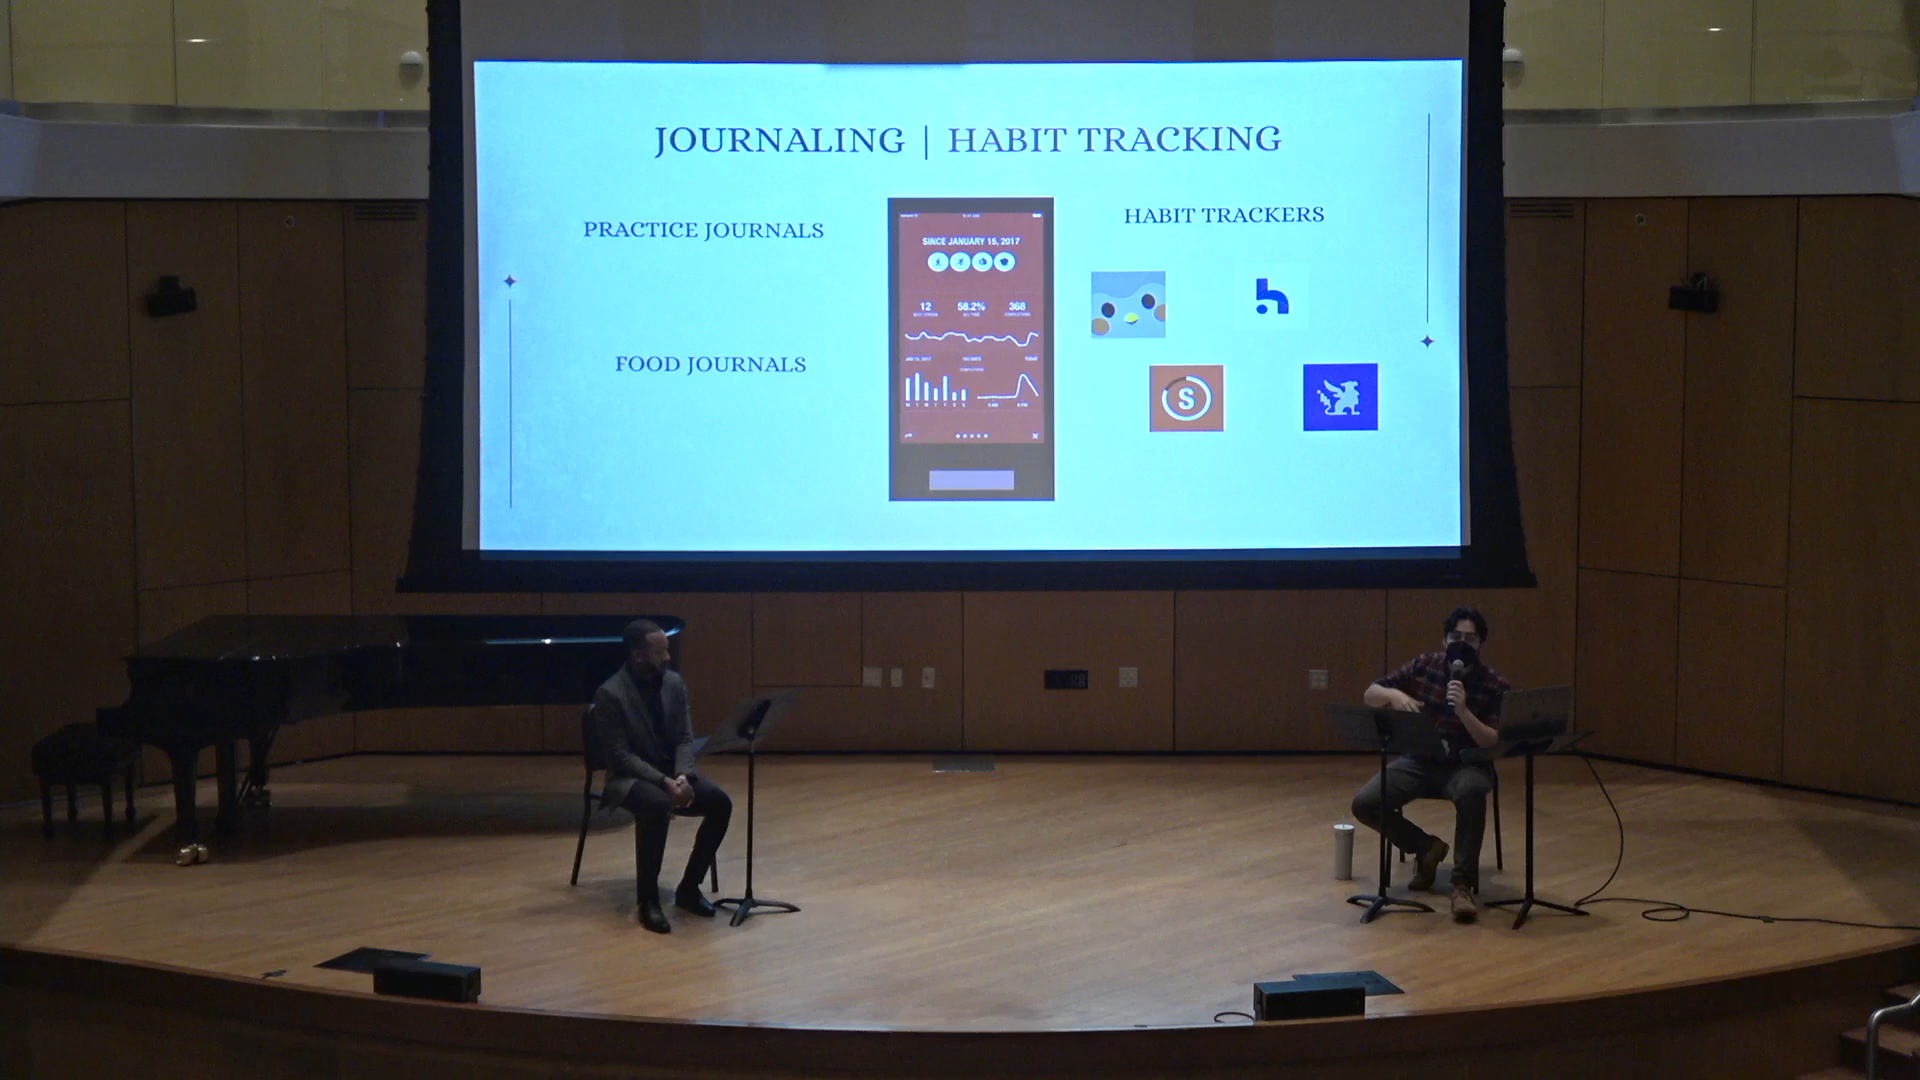 JOURNALING | HABIT TRACKING
PRACTICE JOURNALS
FOOD JOURNALS
SINCE JANUARY 15, 2017
12 58.2% 368
HABIT TRACKERS
h
S